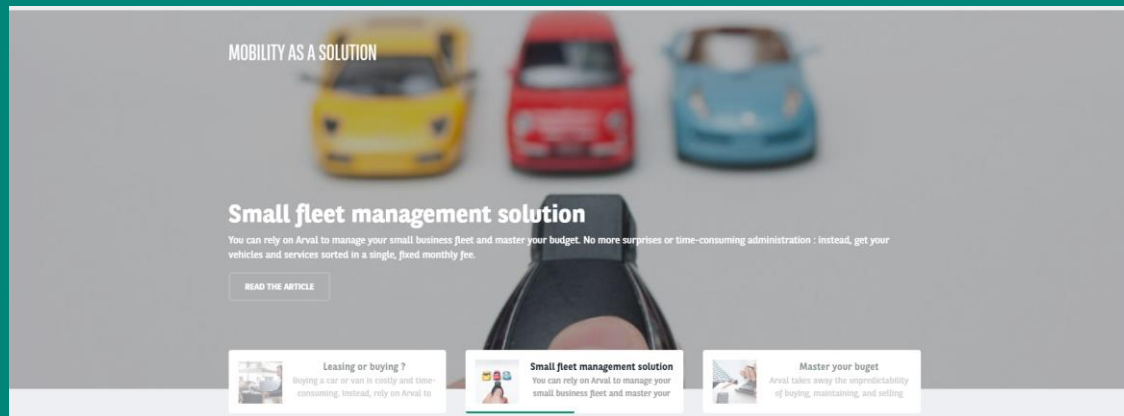 MOBILITY AS A SOLUTION
Small fleet management solution
You can rely on Arval to manage your small business fleet and master your budget. No more surprises or time-consuming administration : instead, get your
vehicles and services sorted in a single, fixed monthly fee.
READ THE ARTICLE
Leasing or buying ?
Buying a car or van is costly and time-
consuming. Instead, rely on Arval to
Small fleet management solution
You can rely on Arval to manage your
small business fleet and master your
Master your buget
Arval takes away the unpredictability
of buying, maintaining, and selling